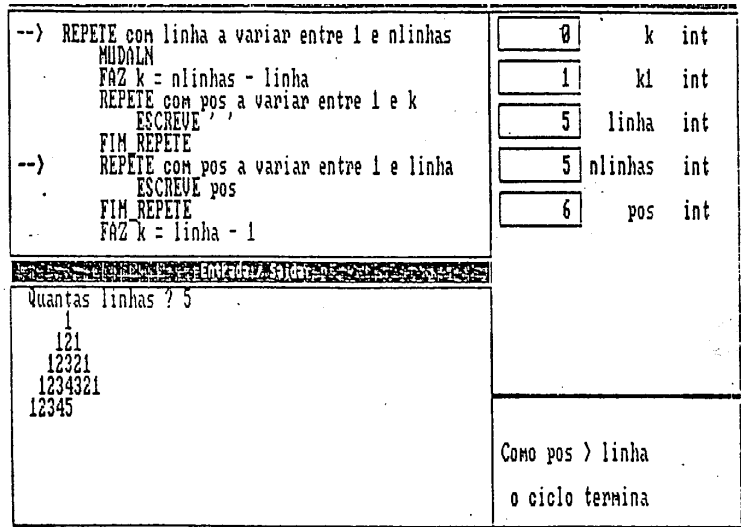 --> REPETE com linha a variar entre 1 e nlinhas
MUDALN
FAZ k = nlinhas - linha
REPETE com pos a variar entre 1 e k
ESCREVE ' '
FIM_REPETE
--> REPETE com pos a variar entre 1 e linha
ESCREVE pos
FIM_REPETE
FAZ k = linha - 1
0 k int
1 k1 int
5 linha int
5 nlinhas int
6 pos int
Entrada / Saida
Quantas linhas ? 5
1
121
12321
1234321
12345
Como pos > linha
o ciclo termina